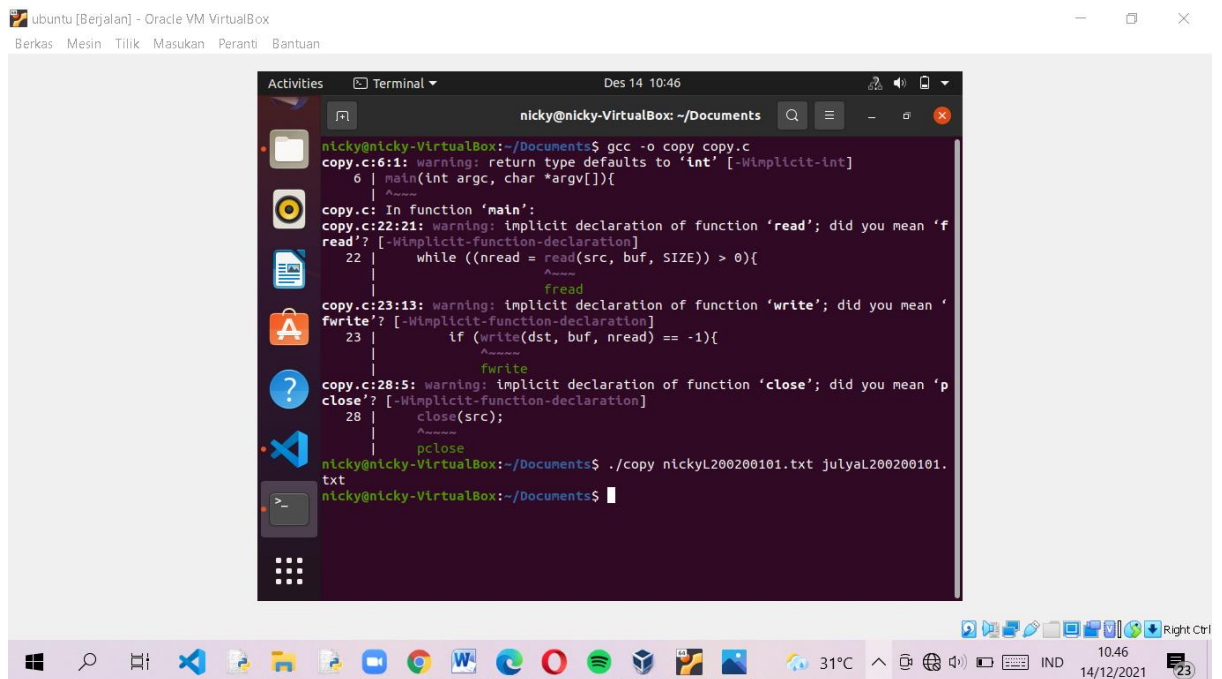 ubuntu [Berjalan] - Oracle VM VirtualBox
Berkas Mesin Tilik Masukan Peranti Bantuan
Activities Terminal Des 14 10:46
nicky@nicky-VirtualBox: ~/Documents
nicky@nicky-VirtualBox:~/Documents$ gcc -o copy copy.c
copy.c:6:1: warning: return type defaults to ‘int’ [-Wimplicit-int]
6 | main(int argc, char *argv[]){
| ^~~~
copy.c: In function ‘main’:
copy.c:22:21: warning: implicit declaration of function ‘read’; did you mean ‘f
read’? [-Wimplicit-function-declaration]
22 | while ((nread = read(src, buf, SIZE)) > 0){
| ^~~~
| fread
copy.c:23:13: warning: implicit declaration of function ‘write’; did you mean ‘
fwrite’? [-Wimplicit-function-declaration]
23 | if (write(dst, buf, nread) == -1){
| ^~~~~
| fwrite
copy.c:28:5: warning: implicit declaration of function ‘close’; did you mean ‘p
close’? [-Wimplicit-function-declaration]
28 | close(src);
| ^~~~~
| pclose
nicky@nicky-VirtualBox:~/Documents$ ./copy nickyL200200101.txt julyaL200200101.
txt
nicky@nicky-VirtualBox:~/Documents$
Right Ctrl
31°C IND 10.46
14/12/2021
23